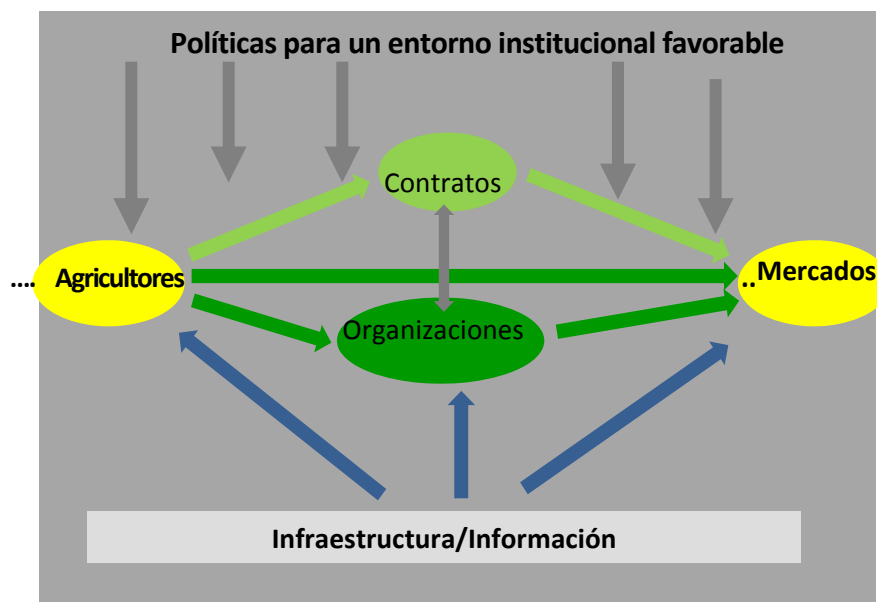 Políticas para un entorno institucional favorable
Contratos
.... Agricultores
..Mercados
Organizaciones
Infraestructura/Información